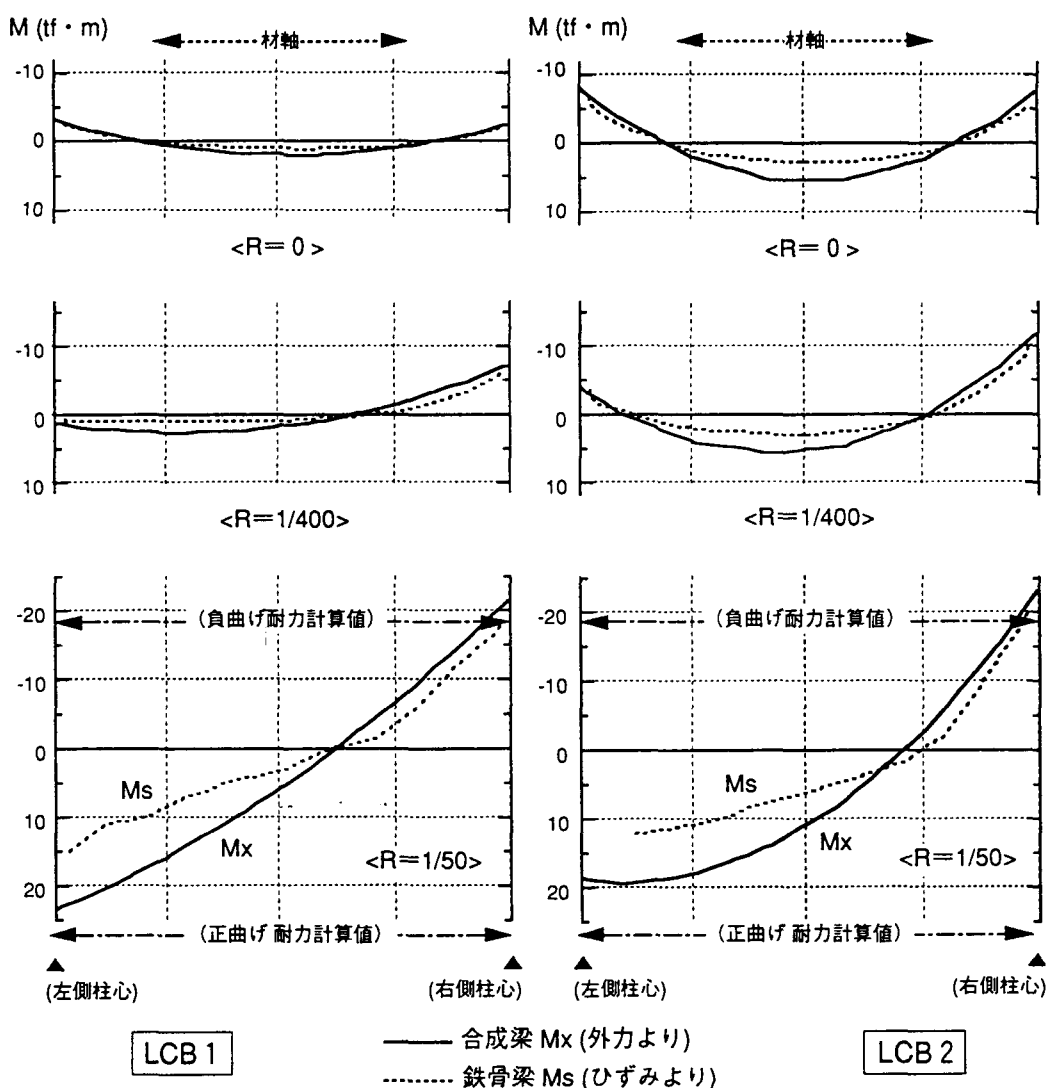 M (tf・m)
材軸
-10
0
10
<R=0>
-10
0
10
<R=1/400>
-20
(負曲げ耐力計算値)
-10
0
Ms
10
Mx
<R=1/50>
20
(正曲げ 耐力計算値)
(左側柱心)
(右側柱心)
LCB 1
M (tf・m)
材軸
-10
0
10
<R=0>
-10
0
10
<R=1/400>
-20
(負曲げ耐力計算値)
-10
0
Ms
10
Mx
<R=1/50>
20
(正曲げ 耐力計算値)
(左側柱心)
(右側柱心)
LCB 2
合成梁 Mx (外力より)
鉄骨梁 Ms (ひずみより)